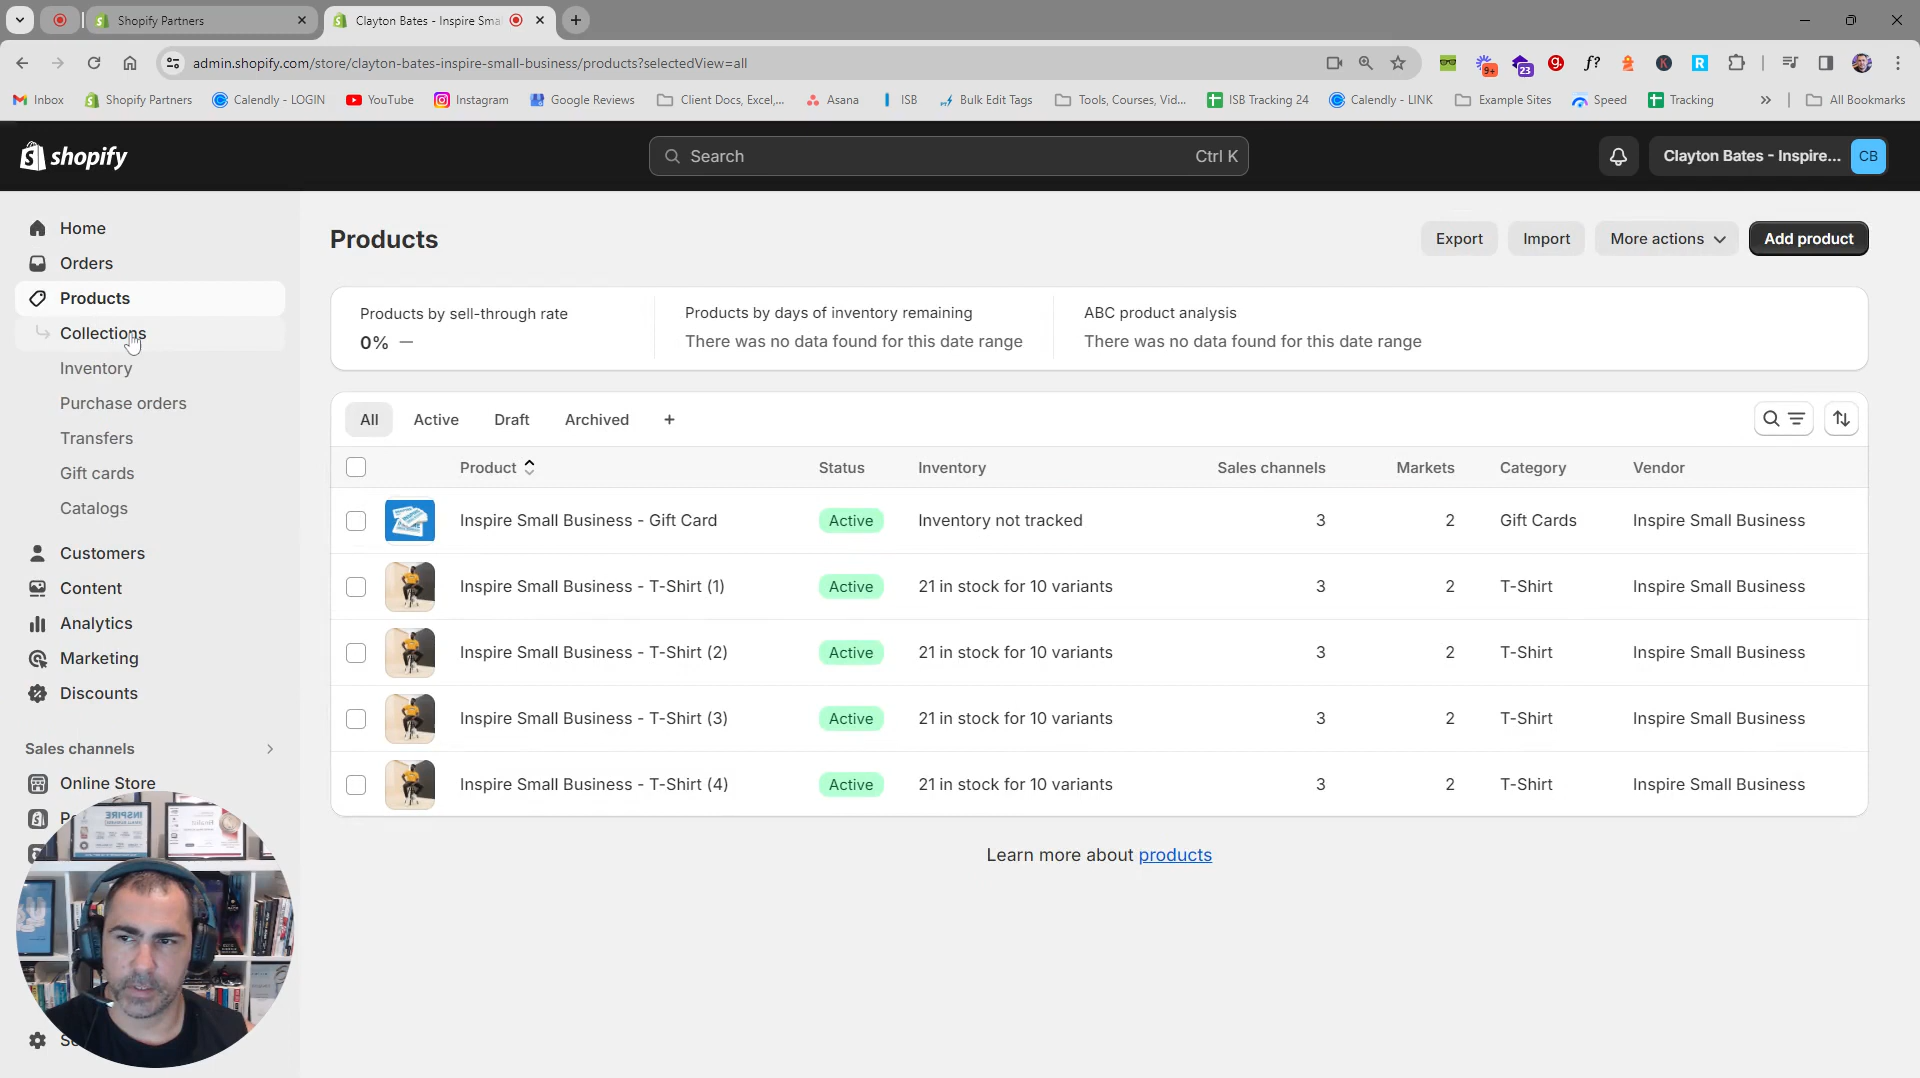 Shopify Partners
Clayton Bates - Inspire Sma
admin.shopify.com/store/clayton-bates-inspire-small-business/products?selectedView=all
9+
23
f?
Inbox
Shopify Partners
Calendly - LOGIN
YouTube
Instagram
Google Reviews
Client Docs, Excel,...
Asana
ISB
Bulk Edit Tags
Tools, Courses, Vid...
ISB Tracking 24
Calendly - LINK
Example Sites
Speed
Tracking
All Bookmarks
shopify
Search
Ctrl K
Clayton Bates - Inspire...
CB
Home
Orders
Products
Collections
Inventory
Purchase orders
Transfers
Gift cards
Catalogs
Customers
Content
Analytics
Marketing
Discounts
Sales channels
Online Store
Products
Export
Import
More actions
Add product
Products by sell-through rate
0% —
Products by days of inventory remaining
There was no data found for this date range
ABC product analysis
There was no data found for this date range
All
Active
Draft
Archived
+
Product
Status
Inventory
Sales channels
Markets
Category
Vendor
Inspire Small Business - Gift Card
Active
Inventory not tracked
3
2
Gift Cards
Inspire Small Business
Inspire Small Business - T-Shirt (1)
Active
21 in stock for 10 variants
3
2
T-Shirt
Inspire Small Business
Inspire Small Business - T-Shirt (2)
Active
21 in stock for 10 variants
3
2
T-Shirt
Inspire Small Business
Inspire Small Business - T-Shirt (3)
Active
21 in stock for 10 variants
3
2
T-Shirt
Inspire Small Business
Inspire Small Business - T-Shirt (4)
Active
21 in stock for 10 variants
3
2
T-Shirt
Inspire Small Business
Learn more about products